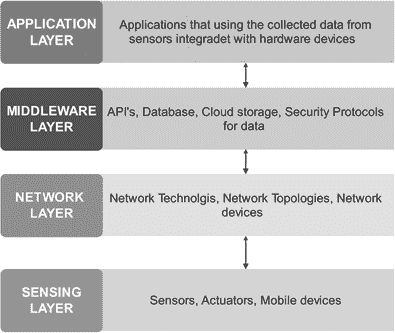 APPLICATION
LAYER
Applications that using the collected data from
sensors integradet with hardware devices
MIDDLEWARE
LAYER
API's, Database, Cloud storage, Security Protocols
for data
NETWORK
LAYER
Network Technolgis, Network Topologies, Network
devices
SENSING
LAYER
Sensors, Actuators, Mobile devices